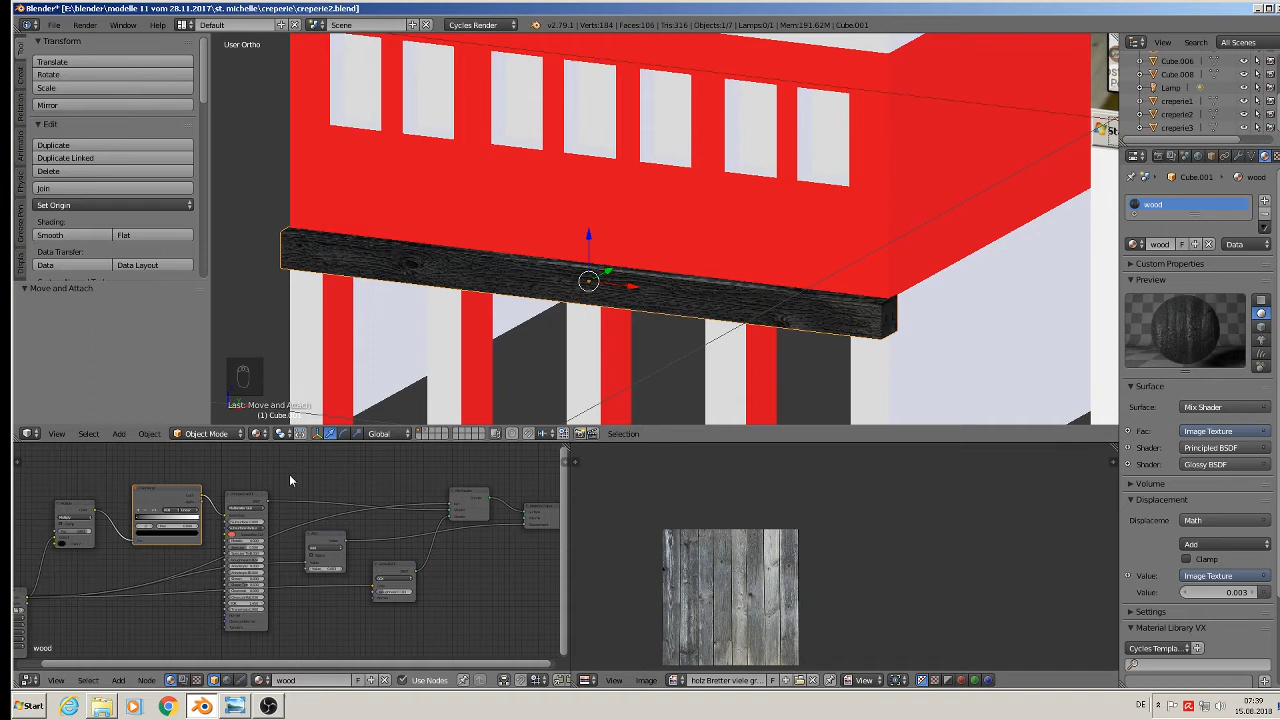 Blender* [E:\blender\modelle 11 vom 28.11.2017\st. michelle\creperie\creperie2.blend]
File Render Window Help Default Scene Cycles Render v2.79.1 | Verts:184 | Faces:106 | Tris:316 | Objects:1/7 | Lamps:0/1 | Mem:191.62M | Cube.001
Transform
Translate
Rotate
Scale
Mirror
Edit
Duplicate
Duplicate Linked
Delete
Join
Set Origin
Shading:
Smooth Flat
Data Transfer:
Data Data Layout
Move and Attach
User Ortho
Last: Move and Attach
(1) Cube.
View Select Add Object Object Mode Global Selection
View Search All Scenes
Cube.006
Cube.008
Lamp
creperie1
creperie2
creperie3
Cube.001 wood
wood
wood F Data
Custom Properties
Preview
Surface
Surface: Mix Shader
Fac: Image Texture
Shader: Principled BSDF
Shader: Glossy BSDF
Volume
Displacement
Displaceme Math
Add
Clamp
Value: Image Texture
Value: 0.003
Settings
Material Library VX
Cycles Templa...
wood
View Select Add Node wood F Use Nodes
View Image holz Bretter viele gr... F View
Start DE 07:39
15.08.2018